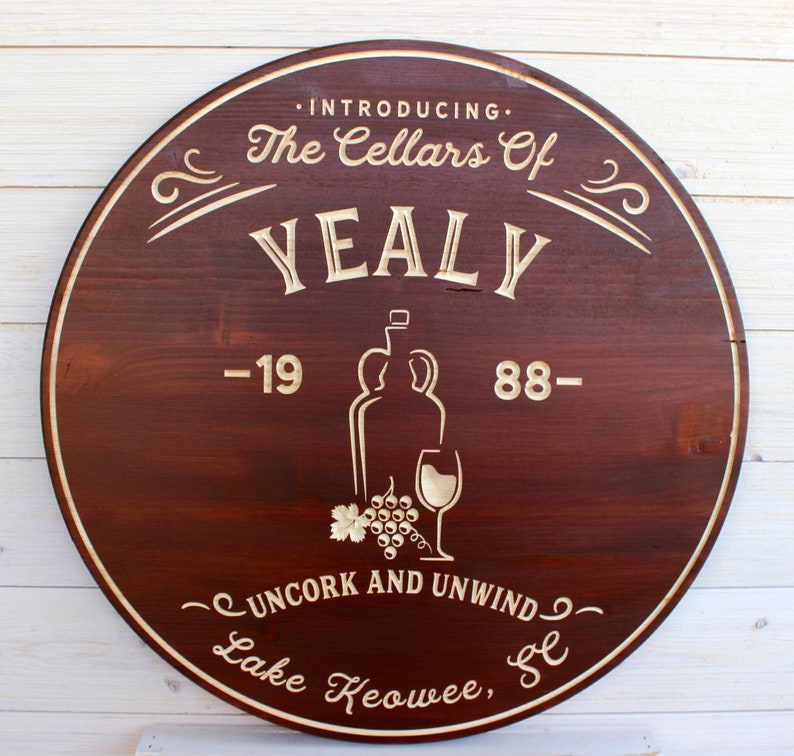 ·INTRODUCING·
The Cellars Of
YEALY
-19 88-
UNCORK AND UNWIND
Lake Keowee, SC